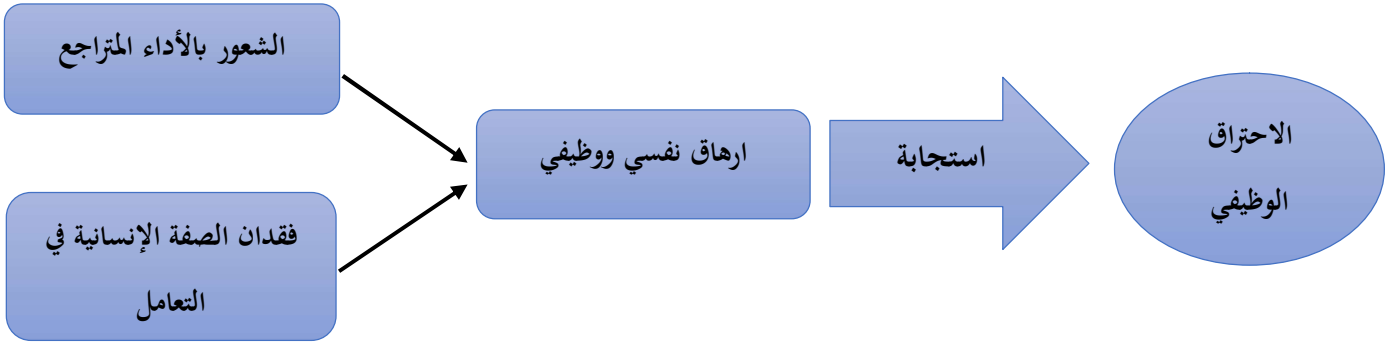 الشعور بالأداء المتراجع
فقدان الصفة الإنسانية في
التعامل
ارهاق نفسي ووظيفي
استجابة
الاحتراق
الوظيفي